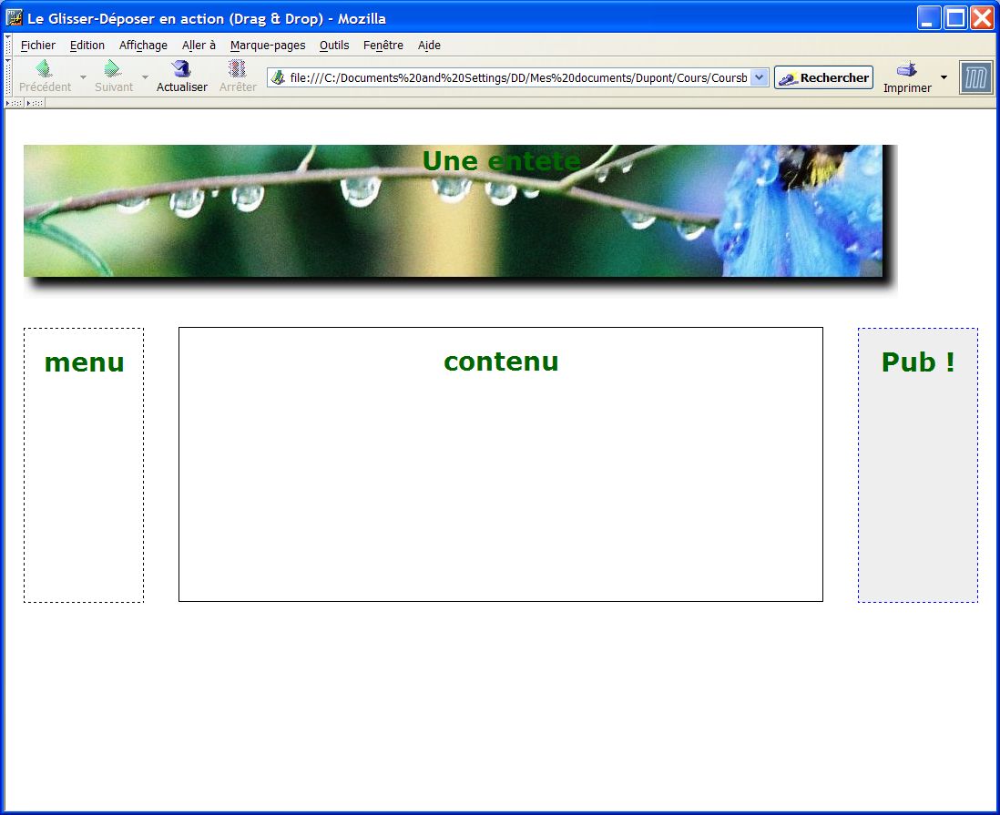 Le Glisser-Déposer en action (Drag & Drop) - Mozilla
Fichier Edition Affichage Aller à Marque-pages Outils Fenêtre Aide
Précédent Suivant Actualiser Arrêter file:///C:/Documents%20and%20Settings/DD/Mes%20documents/Dupont/Cours/Coursb Rechercher Imprimer
Une entete
menu contenu Pub !